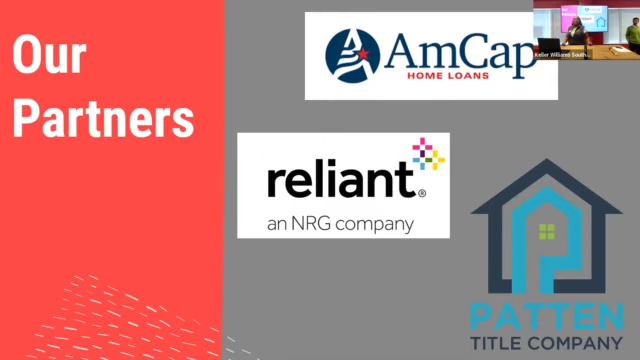 Our
Partners
AmCap
HOME LOANS
Keller Williams South...
reliant®
an NRG company
PATTEN
TITLE COMPANY